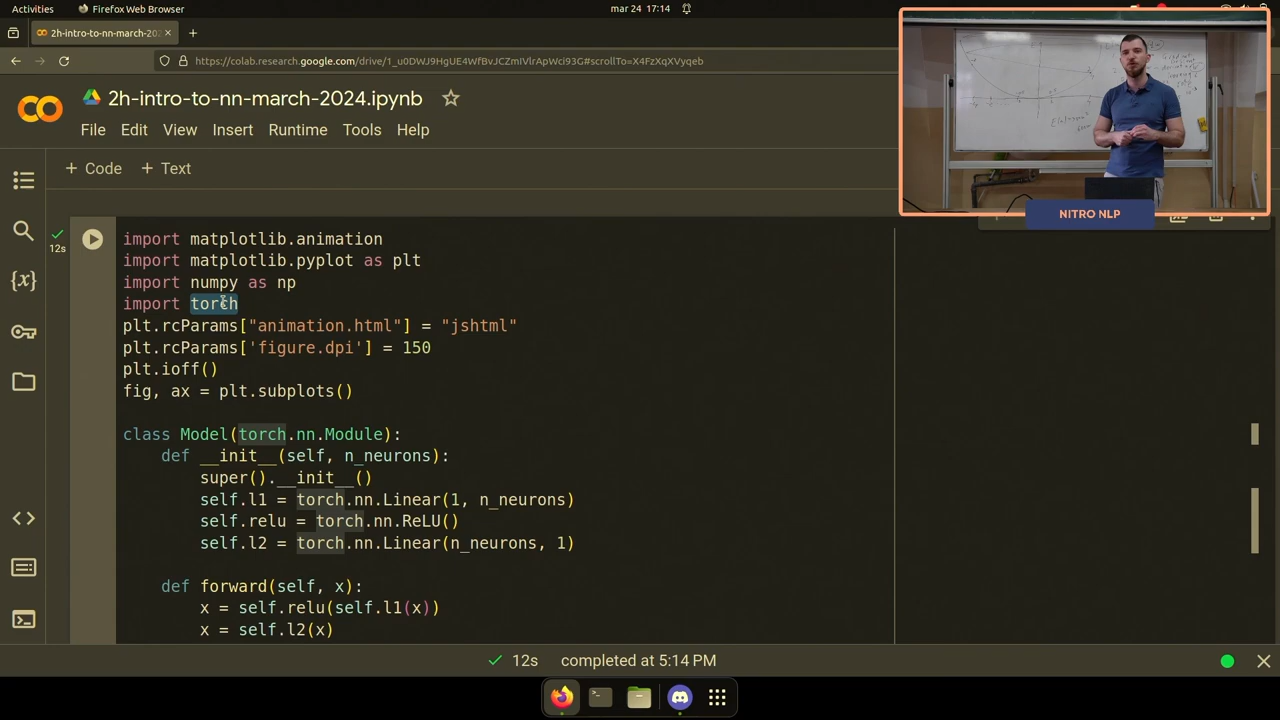 Activities
Firefox Web Browser
mar 24 17:14
2h-intro-to-nn-march-202
https://colab.research.google.com/drive/1_u0DWJ9HgUE4WfBvJCZmIVlrApWci93G#scrollTo=X4FzXqXVyqeb
2h-intro-to-nn-march-2024.ipynb
File Edit View Insert Runtime Tools Help
+ Code + Text
NITRO NLP
12s
import matplotlib.animation
import matplotlib.pyplot as plt
import numpy as np
import torch
plt.rcParams["animation.html"] = "jshtml"
plt.rcParams['figure.dpi'] = 150
plt.ioff()
fig, ax = plt.subplots()
class Model(torch.nn.Module):
def __init__(self, n_neurons):
super().__init__()
self.l1 = torch.nn.Linear(1, n_neurons)
self.relu = torch.nn.ReLU()
self.l2 = torch.nn.Linear(n_neurons, 1)
def forward(self, x):
x = self.relu(self.l1(x))
x = self.l2(x)
12s completed at 5:14 PM